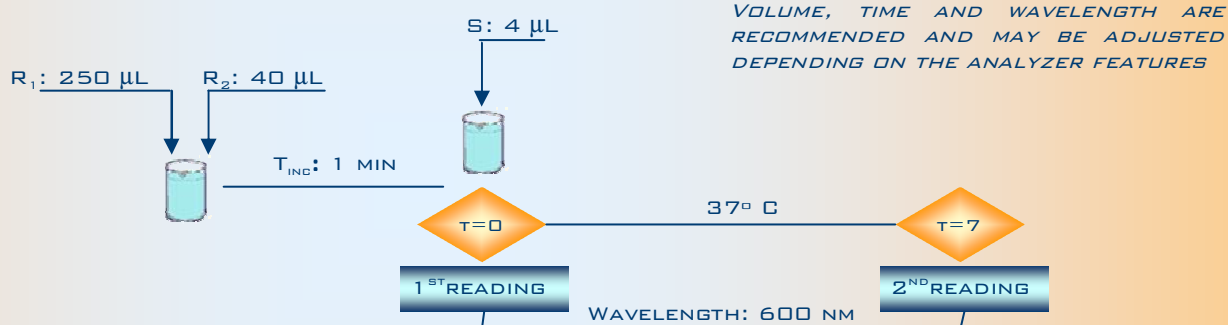 VOLUME, TIME AND WAVELENGTH ARE
RECOMMENDED AND MAY BE ADJUSTED
DEPENDING ON THE ANALYZER FEATURES
S: 4 µL
R1: 250 µL
R2: 40 µL
TINC: 1 MIN
37º C
T=0
T=7
1ST READING
2ND READING
WAVELENGTH: 600 NM